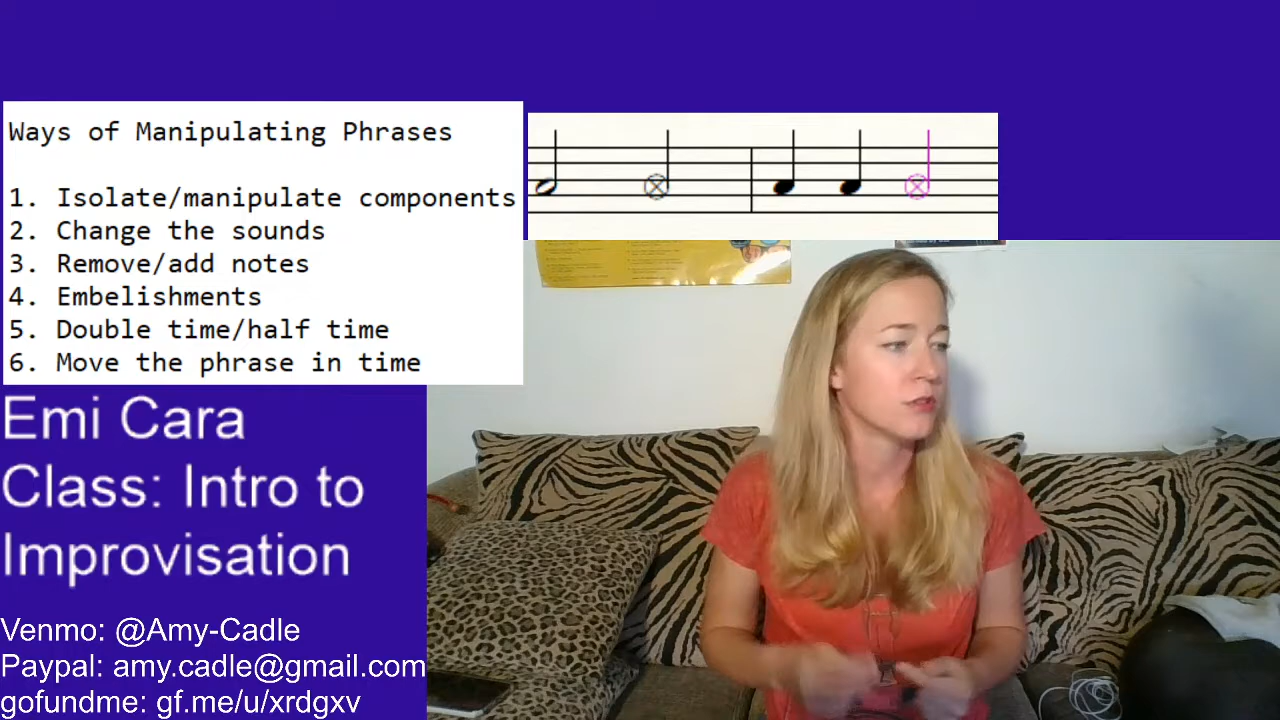 Ways of Manipulating Phrases
1. Isolate/manipulate components
2. Change the sounds
3. Remove/add notes
4. Embelishments
5. Double time/half time
6. Move the phrase in time
Emi Cara
Class: Intro to
Improvisation
Venmo: @Amy-Cadle
Paypal: amy.cadle@gmail.com
gofundme: gf.me/u/xrdgxv